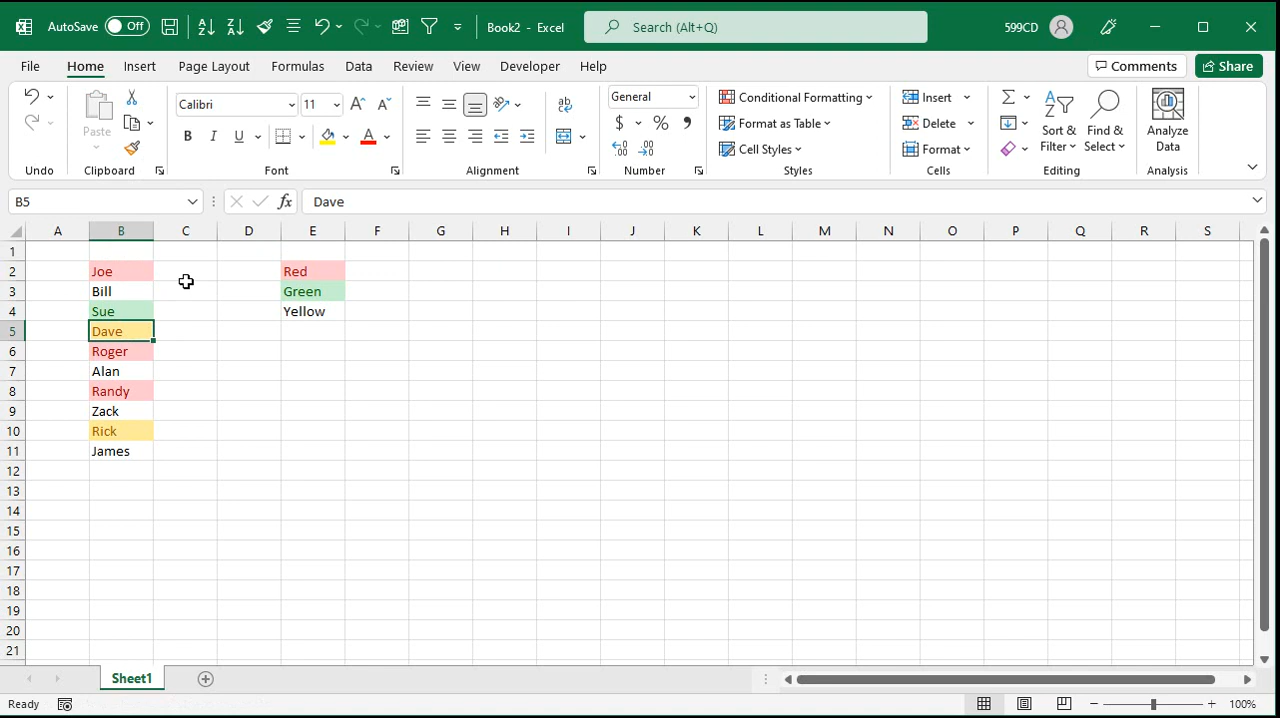 AutoSave Off Book2 - Excel Search (Alt+Q) 599CD
File Home Insert Page Layout Formulas Data Review View Developer Help Comments Share
Calibri 11 General Conditional Formatting Insert
Paste B I U A $ % , Format as Table Delete Sort & Filter Find & Select Analyze Data
Cell Styles Format
Undo Clipboard Font Alignment Number Styles Cells Editing Analysis
B5 fx Dave
A B C D E F G H I J K L M N O P Q R S
1
2 Joe Red
3 Bill Green
4 Sue Yellow
5 Dave
6 Roger
7 Alan
8 Randy
9 Zack
10 Rick
11 James
12
13
14
15
16
17
18
19
20
21
Sheet1
Ready 100%